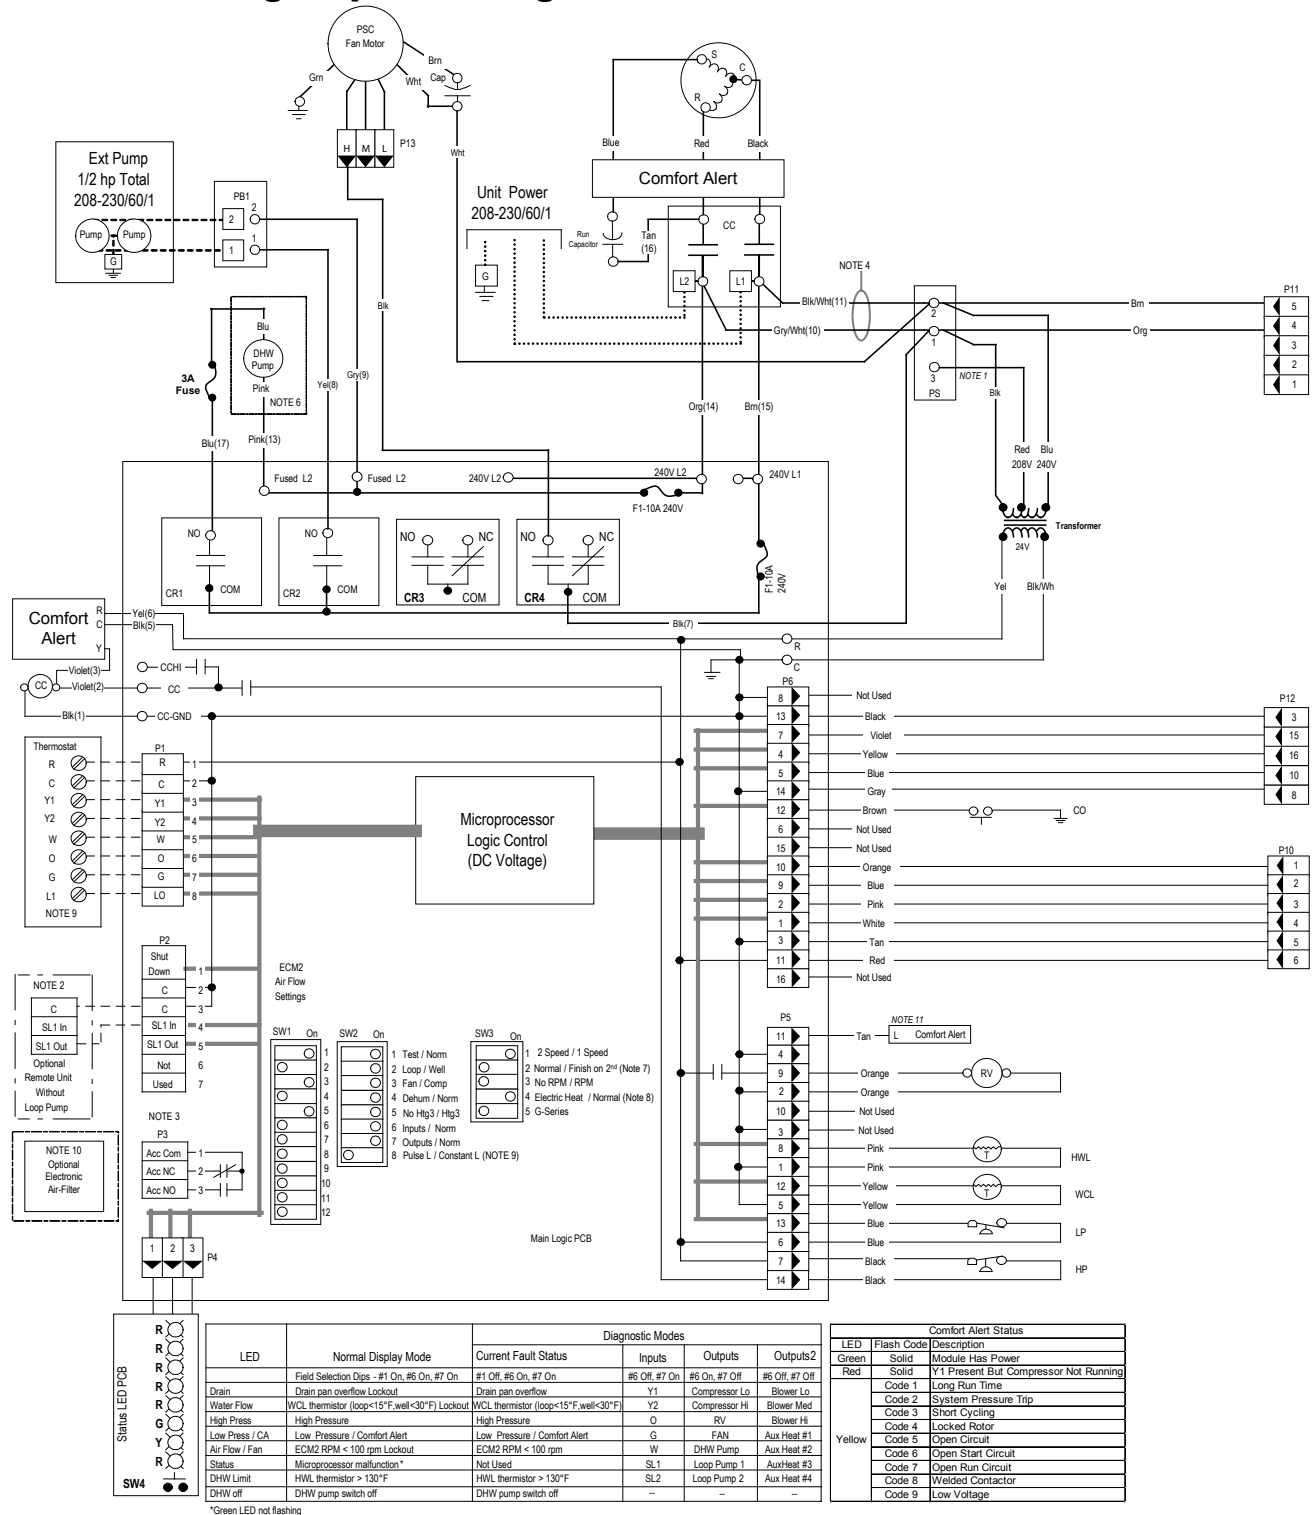 PSC
Fan Motor
Grn
Brn
Cap
Wht
H M L P13
Wht
S
C
R
Blue Red Black
Comfort Alert
Ext Pump
1/2 hp Total
208-230/60/1
Pump Pump
G
PB1
2 2
1 1
Unit Power
208-230/60/1
G
Run
Capacitor
Tan
(16)
CC
L2 L1
NOTE 4
Blk/Wht(11)
Gry/Wht(10)
2
1
3
PS
NOTE 1
Brn
Org
P11
5
4
3
2
1
Blk
Blu
DHW
Pump
Pink
NOTE 6
3A
Fuse
Yel(8)
Gry(9)
Blk
Org(14) Brn(15)
Red Blu
208V 240V
Blu(17) Pink(13)
Fused L2 Fused L2 240V L2 240V L2 240V L1
F1-10A 240V
F1-10A
240V
Transformer
24V
Yel Blk/Wh
NO COM CR1
NO COM CR2
NO NC CR3 COM
NO NC CR4 COM
Blk(7)
Comfort
Alert
R
C
Y
Yel(6)
Blk(5)
R
C
Violet(3)
CC
Violet(2)
Blk(1)
CCHI
CC
CC-GND
Thermostat
R
C
Y1
Y2
W
O
G
L1
NOTE 9
P1
R 1
C 2
Y1 3
Y2 4
W 5
O 6
G 7
LO 8
Microprocessor
Logic Control
(DC Voltage)
P6
8 Not Used
13 Black
7 Violet
4 Yellow
5 Blue
14 Gray
12 Brown CO
6 Not Used
15 Not Used
10 Orange
9 Blue
2 Pink
1 White
3 Tan
11 Red
16 Not Used
P12
3
15
16
10
8
P10
1
2
3
4
5
6
P2
Shut
Down 1
C 2
C 3
SL1 In 4
SL1 Out 5
Not 6
Used 7
NOTE 2
C
SL1 In
SL1 Out
Optional
Remote Unit
Without
Loop Pump
NOTE 3
P3
Acc Com 1
Acc NC 2
Acc NO 3
NOTE 10
Optional
Electronic
Air-Filter
ECM2
Air Flow
Settings
SW1 On
1
2
3
4
5
6
7
8
9
10
11
12
SW2 On
1 Test / Norm
2 Loop / Well
3 Fan / Comp
4 Dehum / Norm
5 No Htg3 / Htg3
6 Inputs / Norm
7 Outputs / Norm
8 Pulse L / Constant L (NOTE 9)
SW3 On
1 2 Speed / 1 Speed
2 Normal / Finish on 2nd (Note 7)
3 No RPM / RPM
4 Electric Heat / Normal (Note 8)
5 G-Series
Main Logic PCB
P5
11 Tan
NOTE 11
L Comfort Alert
4
9 Orange
RV
2 Orange
10 Not Used
3 Not Used
8 Pink
T
HWL
1 Pink
12 Yellow
T
WCL
5 Yellow
13 Blue
LP
6 Blue
7 Black
HP
14 Black
1 2 3 P4
Status LED PCB
R
R
R
R
R
G
Y
R
SW4
Diagnostic Modes
LED Normal Display Mode Current Fault Status Inputs Outputs Outputs2
Field Selection Dips - #1 On, #6 On, #7 On #1 Off, #6 On, #7 On #6 Off, #7 On #6 On, #7 Off #6 Off, #7 Off
Drain Drain pan overflow Lockout Drain pan overflow Y1 Compressor Lo Blower Lo
Water Flow WCL thermistor (loop<15°F,well<30°F) Lockout WCL thermistor (loop<15°F,well<30°F) Y2 Compressor Hi Blower Med
High Press High Pressure High Pressure O RV Blower Hi
Low Press / CA Low Pressure / Comfort Alert Low Pressure / Comfort Alert G FAN Aux Heat #1
Air Flow / Fan ECM2 RPM < 100 rpm Lockout ECM2 RPM < 100 rpm W DHW Pump Aux Heat #2
Status Microprocessor malfunction* Not Used SL1 Loop Pump 1 AuxHeat #3
DHW Limit HWL thermistor > 130°F HWL thermistor > 130°F SL2 Loop Pump 2 Aux Heat #4
DHW off DHW pump switch off DHW pump switch off -- -- --
*Green LED not flashing
Comfort Alert Status
LED Flash Code Description
Green Solid Module Has Power
Red Solid Y1 Present But Compressor Not Running
Yellow
Code 1 Long Run Time
Code 2 System Pressure Trip
Code 3 Short Cycling
Code 4 Locked Rotor
Code 5 Open Circuit
Code 6 Open Start Circuit
Code 7 Open Run Circuit
Code 8 Welded Contactor
Code 9 Low Voltage